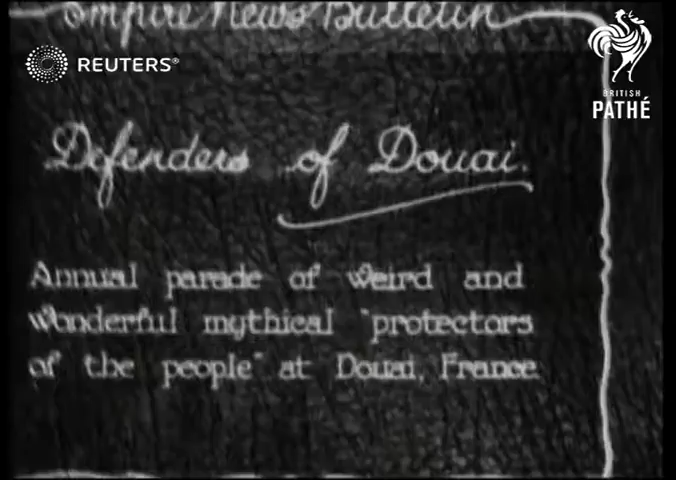 Empire News Bulletin
REUTERS®
BRITISH
PATHÉ
Defenders of Douai.
Annual parade of weird and
wonderful mythical "protectors
of the people" at Douai, France